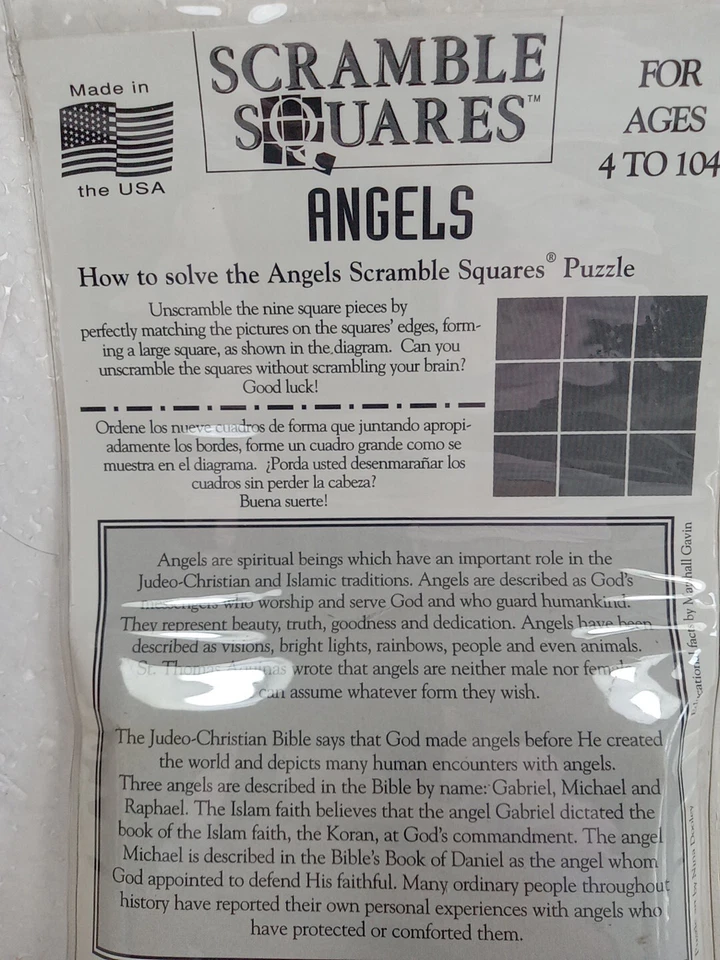 Made in
the USA
SCRAMBLE
SQUARES™
FOR
AGES
4 TO 104
ANGELS
How to solve the Angels Scramble Squares® Puzzle
Unscramble the nine square pieces by
perfectly matching the pictures on the squares' edges, form-
ing a large square, as shown in the diagram. Can you
unscramble the squares without scrambling your brain?
Good luck!
Ordene los nueve cuadros de forma que juntando apropi-
adamente los bordes, forme un cuadro grande como se
muestra en el diagrama. ¿Porda usted desenmarañar los
cuadros sin perder la cabeza?
Buena suerte!
Angels are spiritual beings which have an important role in the
Judeo-Christian and Islamic traditions. Angels are described as God's
messengers who worship and serve God and who guard humankind.
They represent beauty, truth, goodness and dedication. Angels have been
described as visions, bright lights, rainbows, people and even animals.
St. Thomas Aquinas wrote that angels are neither male nor female
can assume whatever form they wish.
The Judeo-Christian Bible says that God made angels before He created
the world and depicts many human encounters with angels.
Three angels are described in the Bible by name: Gabriel, Michael and
Raphael. The Islam faith believes that the angel Gabriel dictated the
book of the Islam faith, the Koran, at God's commandment. The angel
Michael is described in the Bible's Book of Daniel as the angel whom
God appointed to defend His faithful. Many ordinary people throughout
history have reported their own personal experiences with angels who
have protected or comforted them.
facts by Marshall Gavin